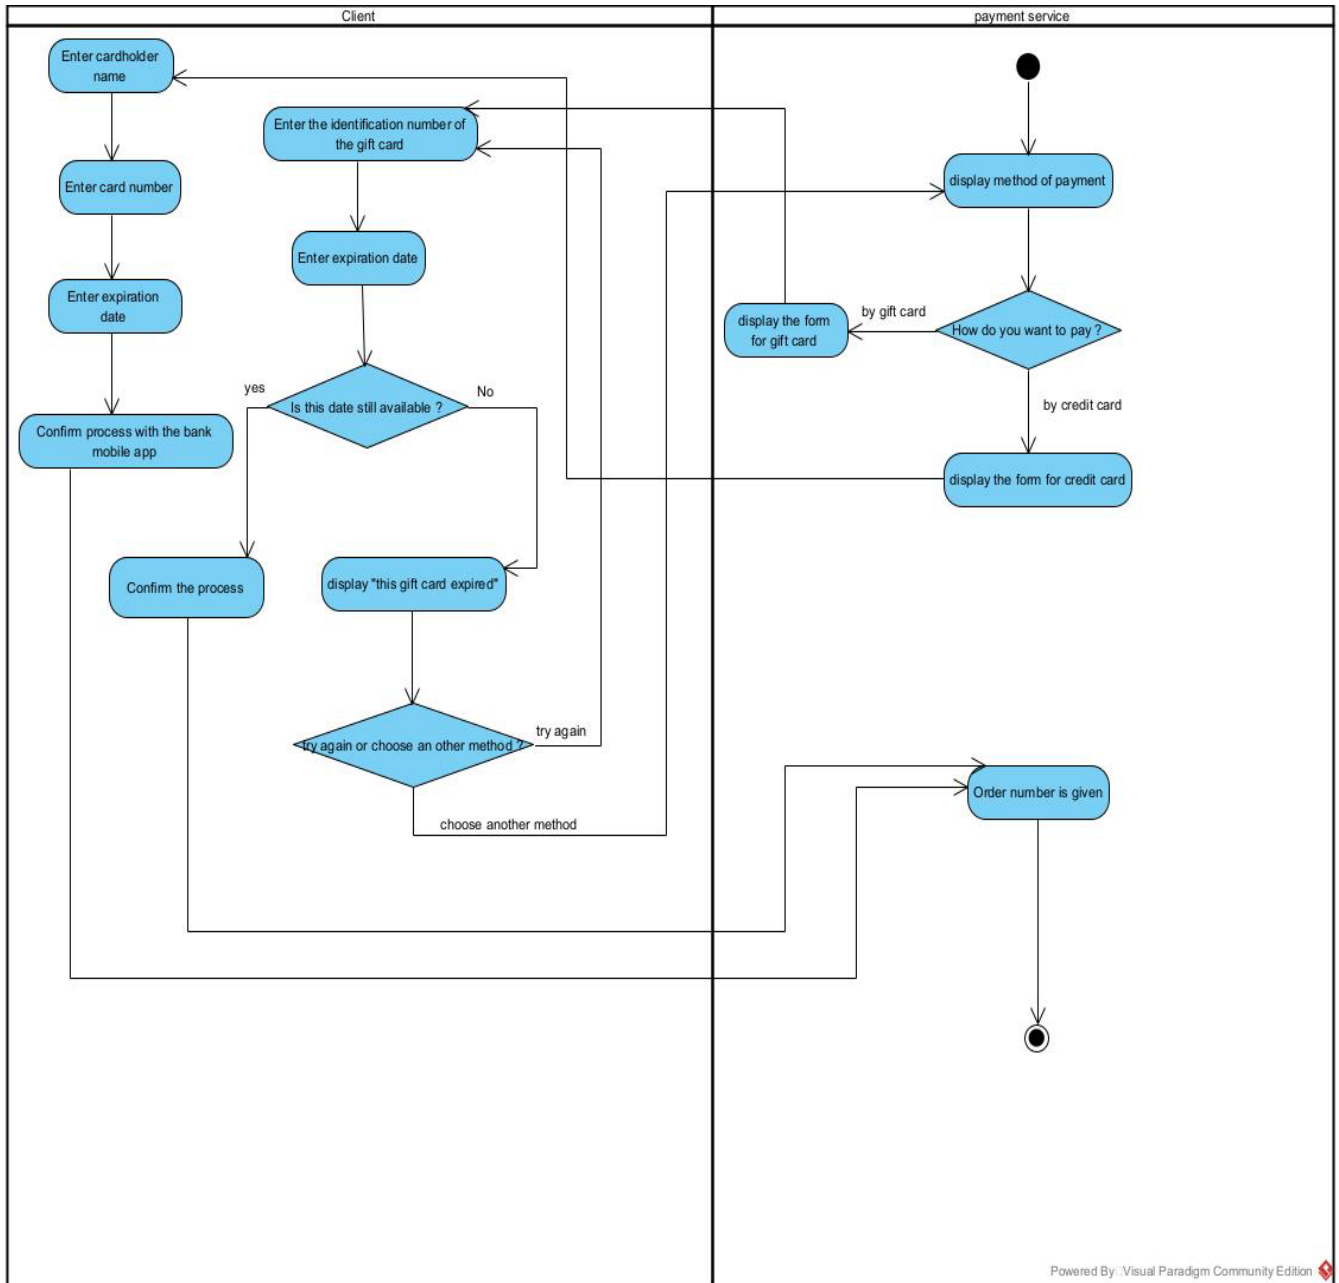 Client
payment service
Enter cardholder
name
Enter the identification number of
the gift card
display method of payment
Enter card number
Enter expiration date
Enter expiration
date
display the form
for gift card
by gift card
How do you want to pay ?
yes
No
Is this date still available ?
by credit card
Confirm process with the bank
mobile app
display the form for credit card
Confirm the process
display "this gift card expired"
try again
try again or choose an other method ?
Order number is given
choose another method
Powered By Visual Paradigm Community Edition